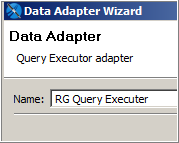 Data Adapter Wizard
Data Adapter
Query Executor adapter
Name: RG Query Executer